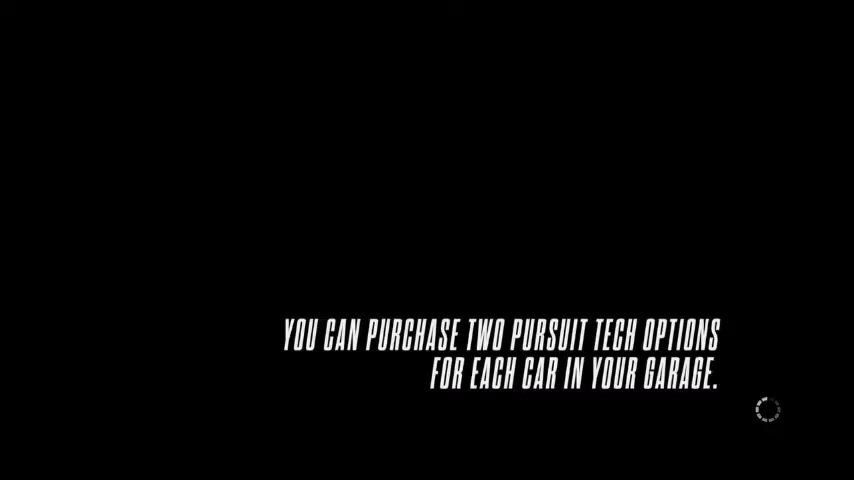 YOU CAN PURCHASE TWO PURSUIT TECH OPTIONS
FOR EACH CAR IN YOUR GARAGE.